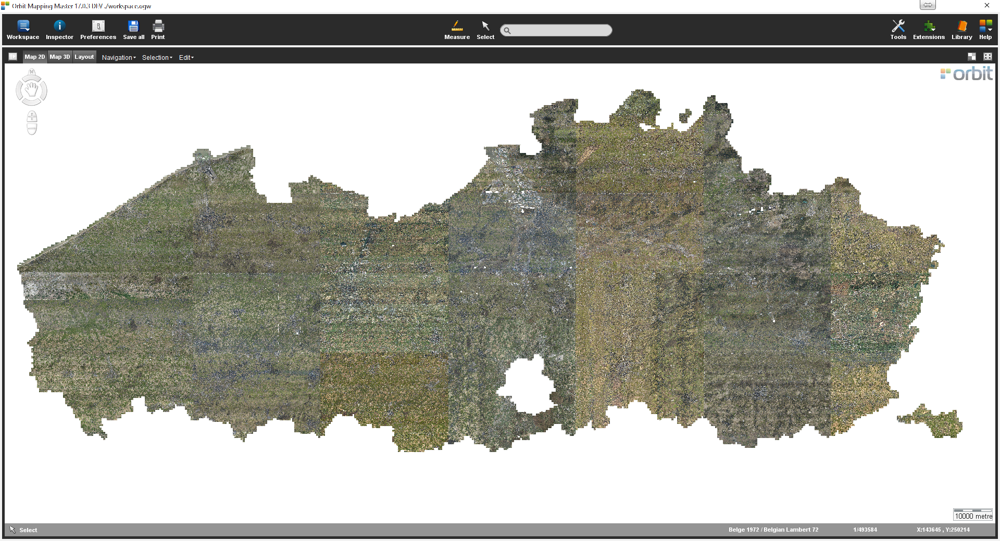 Orbit Mapping Master 17.0.3 DEV ./workspace.ogw
Workspace Inspector Preferences Save all Print Measure Select Tools Extensions Library Help
Map 2D Map 3D Layout Navigation Selection Edit
orbit
10000 metre
Select Belge 1972 / Belgian Lambert 72 1/493584 X:143645 , Y:250214